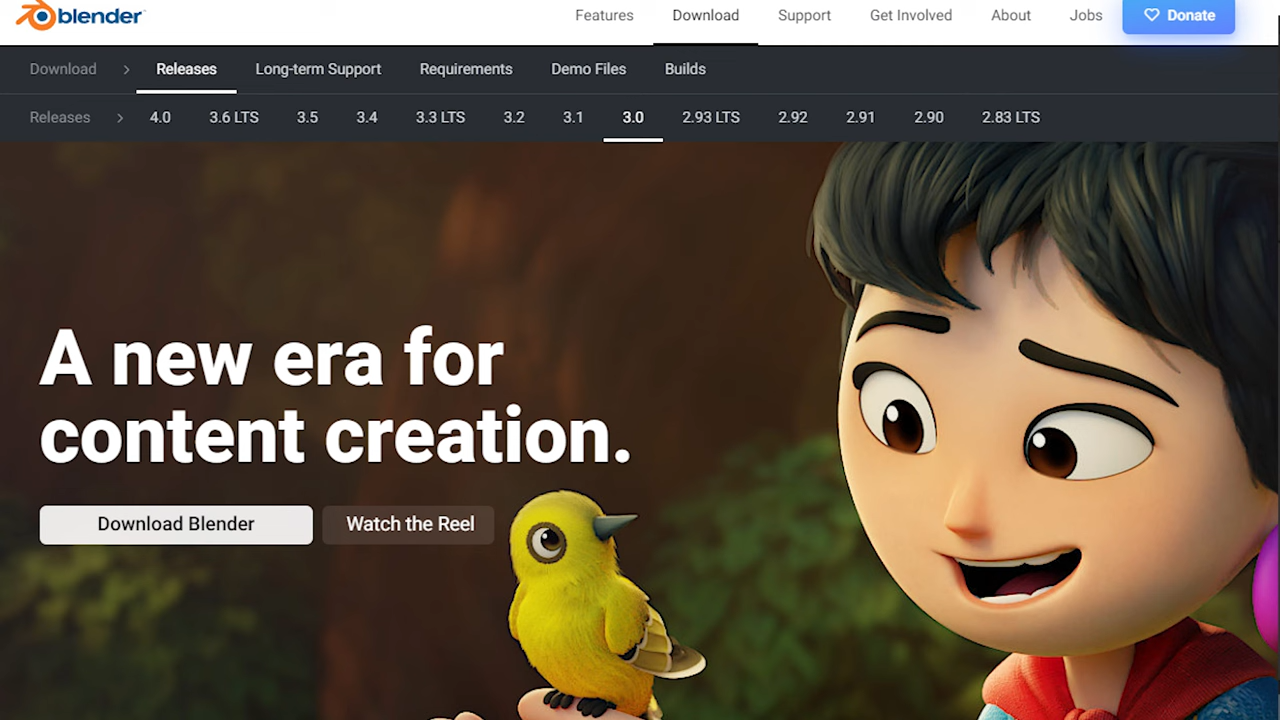 blender
Features Download Support Get Involved About Jobs Donate
Download Releases Long-term Support Requirements Demo Files Builds
Releases 4.0 3.6 LTS 3.5 3.4 3.3 LTS 3.2 3.1 3.0 2.93 LTS 2.92 2.91 2.90 2.83 LTS
A new era for
content creation.
Download Blender Watch the Reel